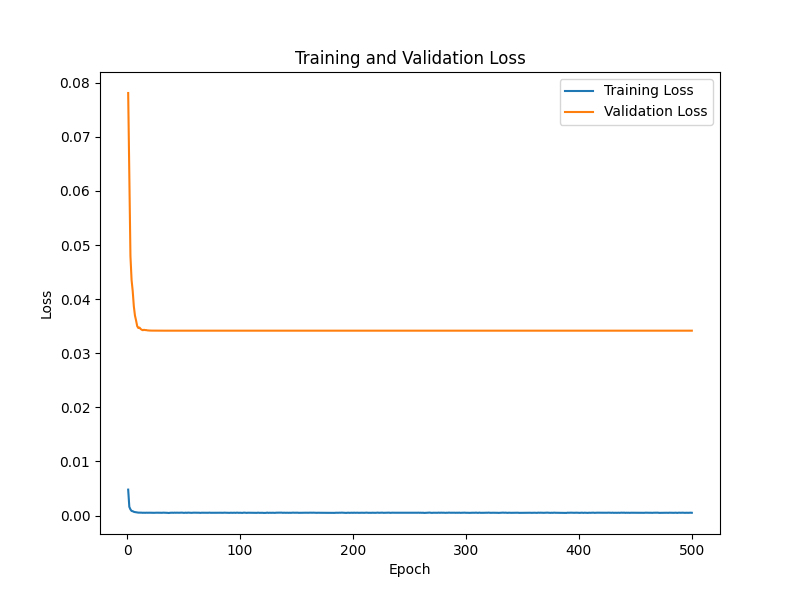 Training and Validation Loss
Training Loss
Validation Loss
0.08
0.07
0.06
0.05
0.04
0.03
0.02
0.01
0.00
Loss
0 100 200 300 400 500
Epoch